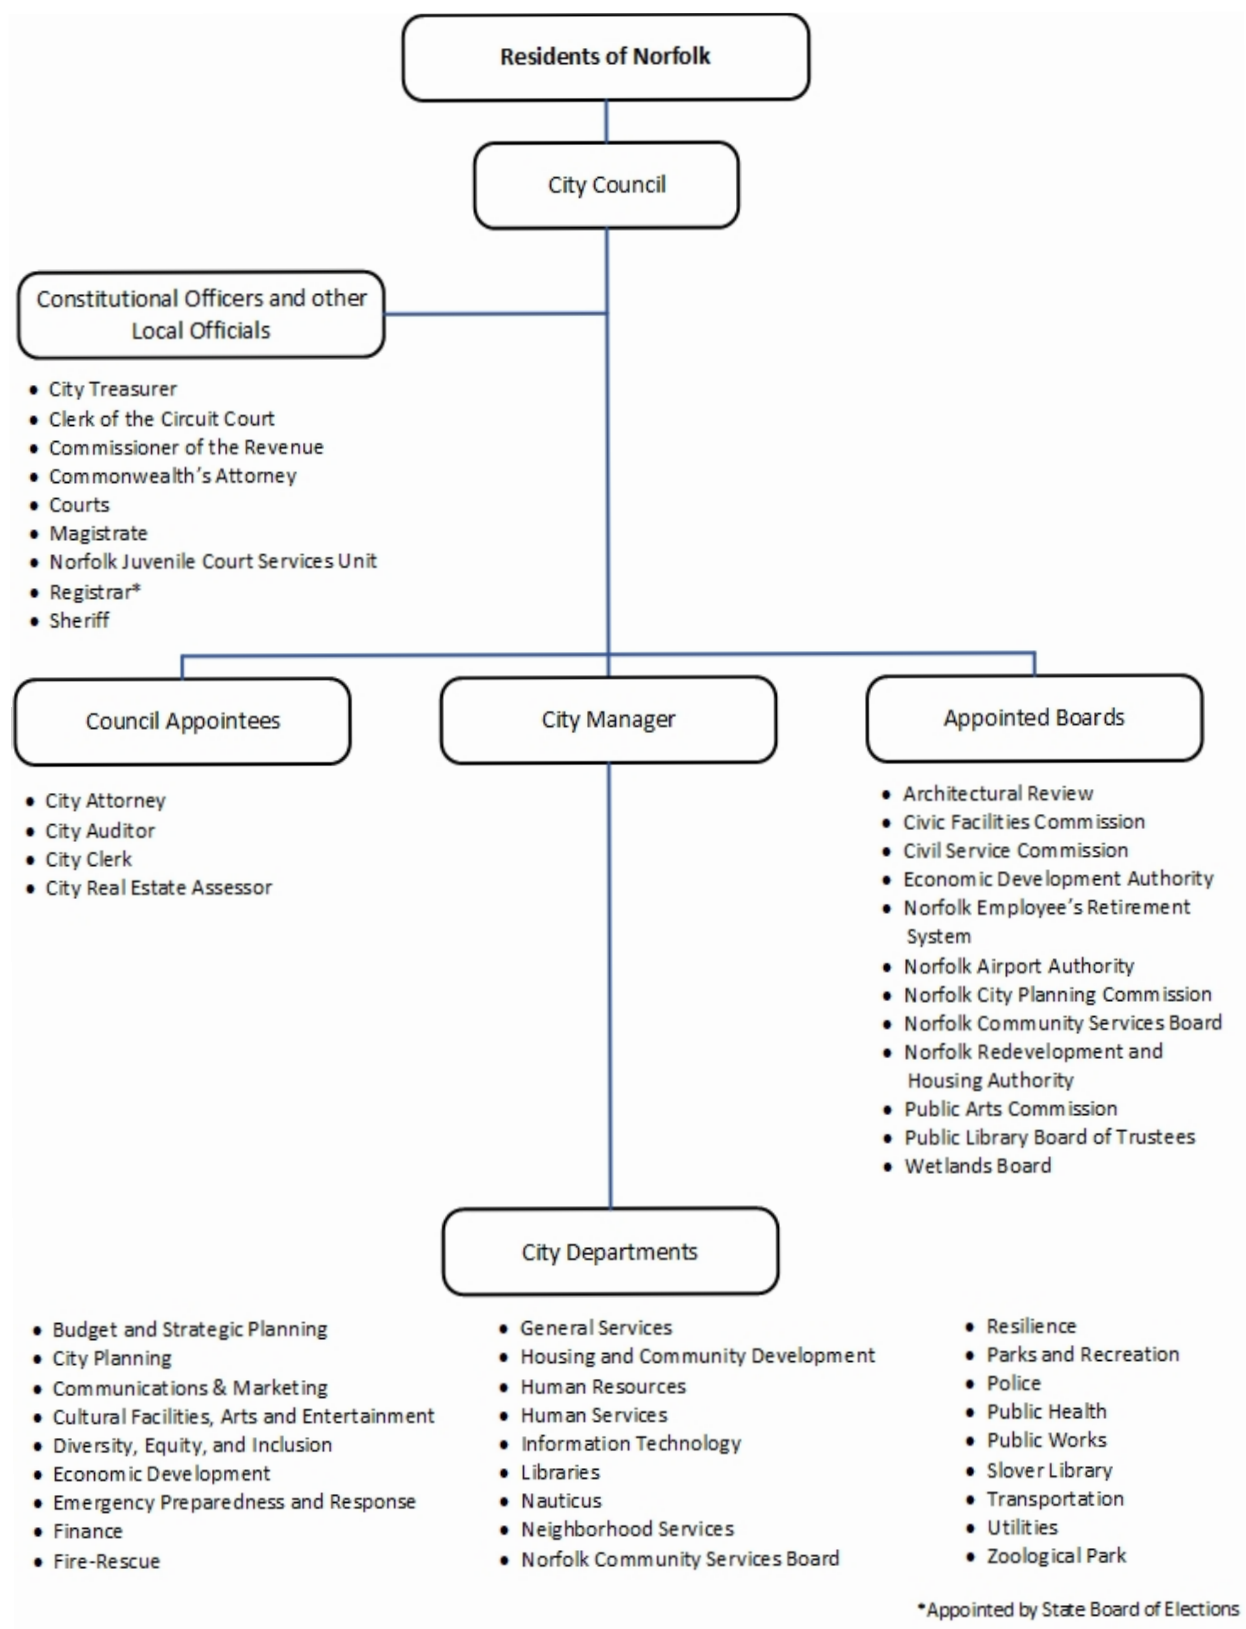 Residents of Norfolk
City Council
Constitutional Officers and other
Local Officials
• City Treasurer
• Clerk of the Circuit Court
• Commissioner of the Revenue
• Commonwealth’s Attorney
• Courts
• Magistrate
• Norfolk Juvenile Court Services Unit
• Registrar*
• Sheriff
Council Appointees
• City Attorney
• City Auditor
• City Clerk
• City Real Estate Assessor
City Manager
Appointed Boards
• Architectural Review
• Civic Facilities Commission
• Civil Service Commission
• Economic Development Authority
• Norfolk Employee’s Retirement
System
• Norfolk Airport Authority
• Norfolk City Planning Commission
• Norfolk Community Services Board
• Norfolk Redevelopment and
Housing Authority
• Public Arts Commission
• Public Library Board of Trustees
• Wetlands Board
City Departments
• Budget and Strategic Planning
• City Planning
• Communications & Marketing
• Cultural Facilities, Arts and Entertainment
• Diversity, Equity, and Inclusion
• Economic Development
• Emergency Preparedness and Response
• Finance
• Fire-Rescue
• General Services
• Housing and Community Development
• Human Resources
• Human Services
• Information Technology
• Libraries
• Nauticus
• Neighborhood Services
• Norfolk Community Services Board
• Resilience
• Parks and Recreation
• Police
• Public Health
• Public Works
• Slover Library
• Transportation
• Utilities
• Zoological Park
*Appointed by State Board of Elections